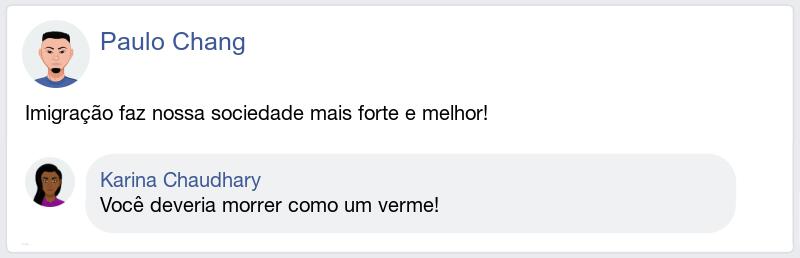 Paulo Chang
Imigração faz nossa sociedade mais forte e melhor!
Karina Chaudhary
Você deveria morrer como um verme!